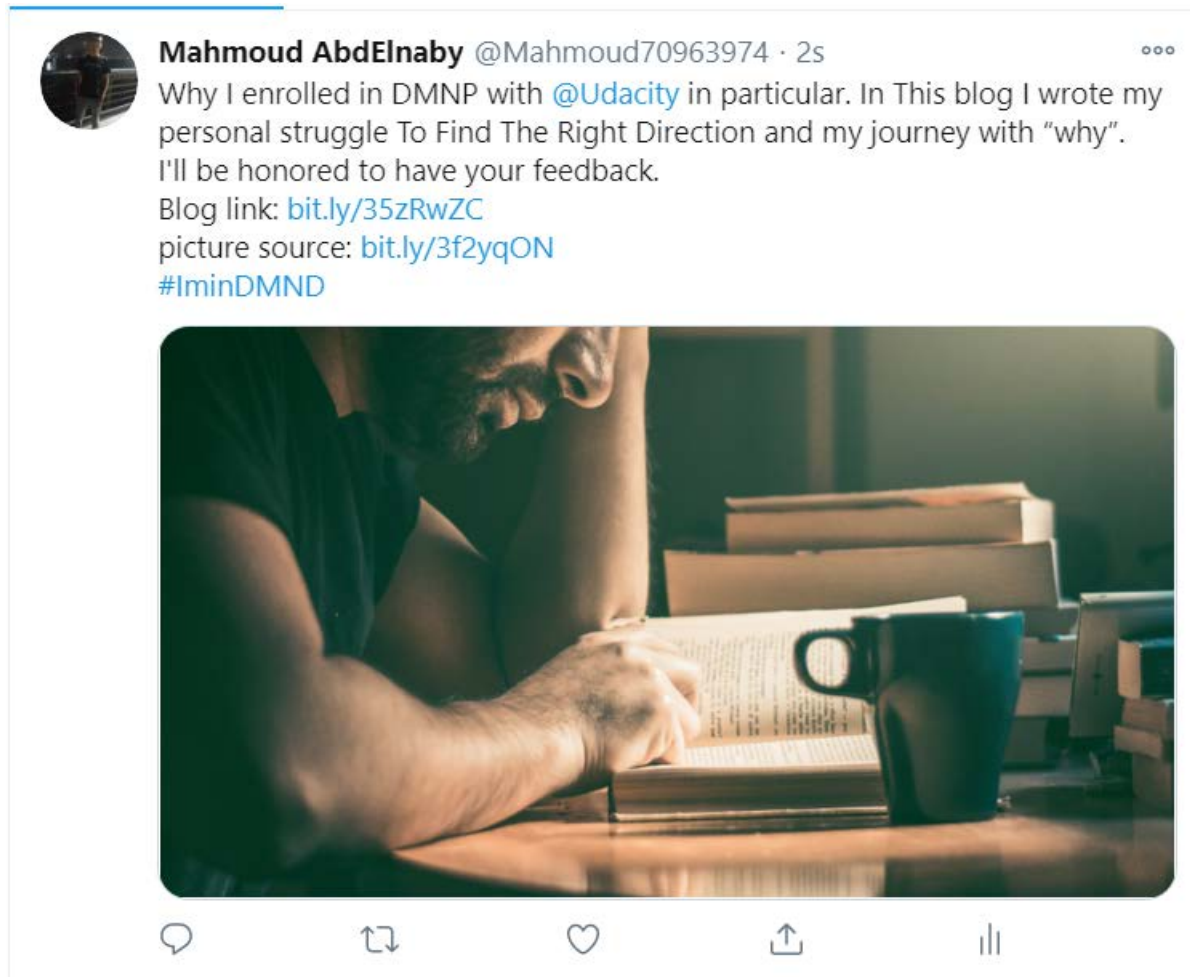 Mahmoud AbdElnaby @Mahmoud70963974 · 2s
Why I enrolled in DMNP with @Udacity in particular. In This blog I wrote my
personal struggle To Find The Right Direction and my journey with “why”.
I'll be honored to have your feedback.
Blog link: bit.ly/35zRwZC
picture source: bit.ly/3f2yqON
#IminDMND